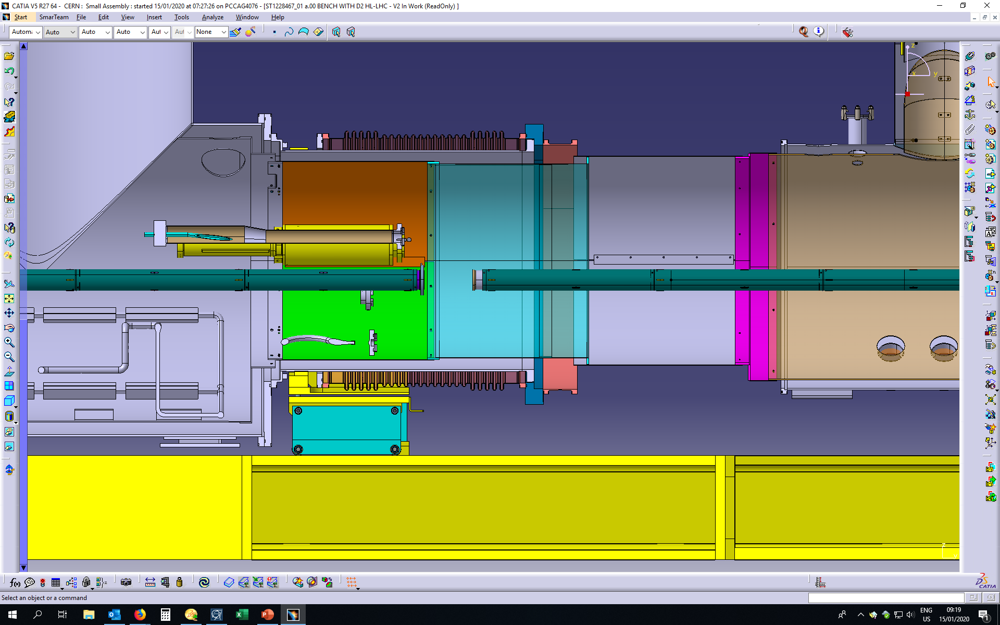 CATIA V5 R27 64 - CERN : Small Assembly : started 15/01/2020 at 07:27:26 on PCCAG4076 - [ST1228467_01 a.00 BENCH WITH D2 HL-LHC - V2 In Work (ReadOnly) ]
Start SmarTeam File Edit View Insert Tools Analyze Window Help
Autom Auto Auto Auto Aut Aut None
z
x y
z
y
f(x)
CATIA
Select an object or a command
ENG 09:19
US 15/01/2020
1